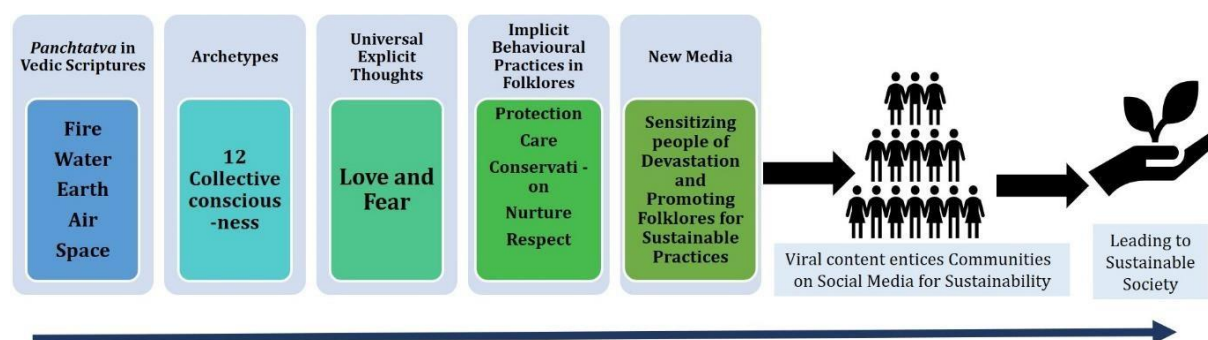 Panchtatva in
Vedic Scriptures
Fire
Water
Earth
Air
Space
Archetypes
12
Collective
conscious
-ness
Universal
Explicit
Thoughts
Love and
Fear
Implicit
Behavioural
Practices in
Folklores
Protection
Care
Conservati - 
on
Nurture
Respect
New Media
Sensitizing
people of
Devastation
and
Promoting
Folklores for
Sustainable
Practices
Viral content entices Communities
on Social Media for Sustainability
Leading to
Sustainable
Society